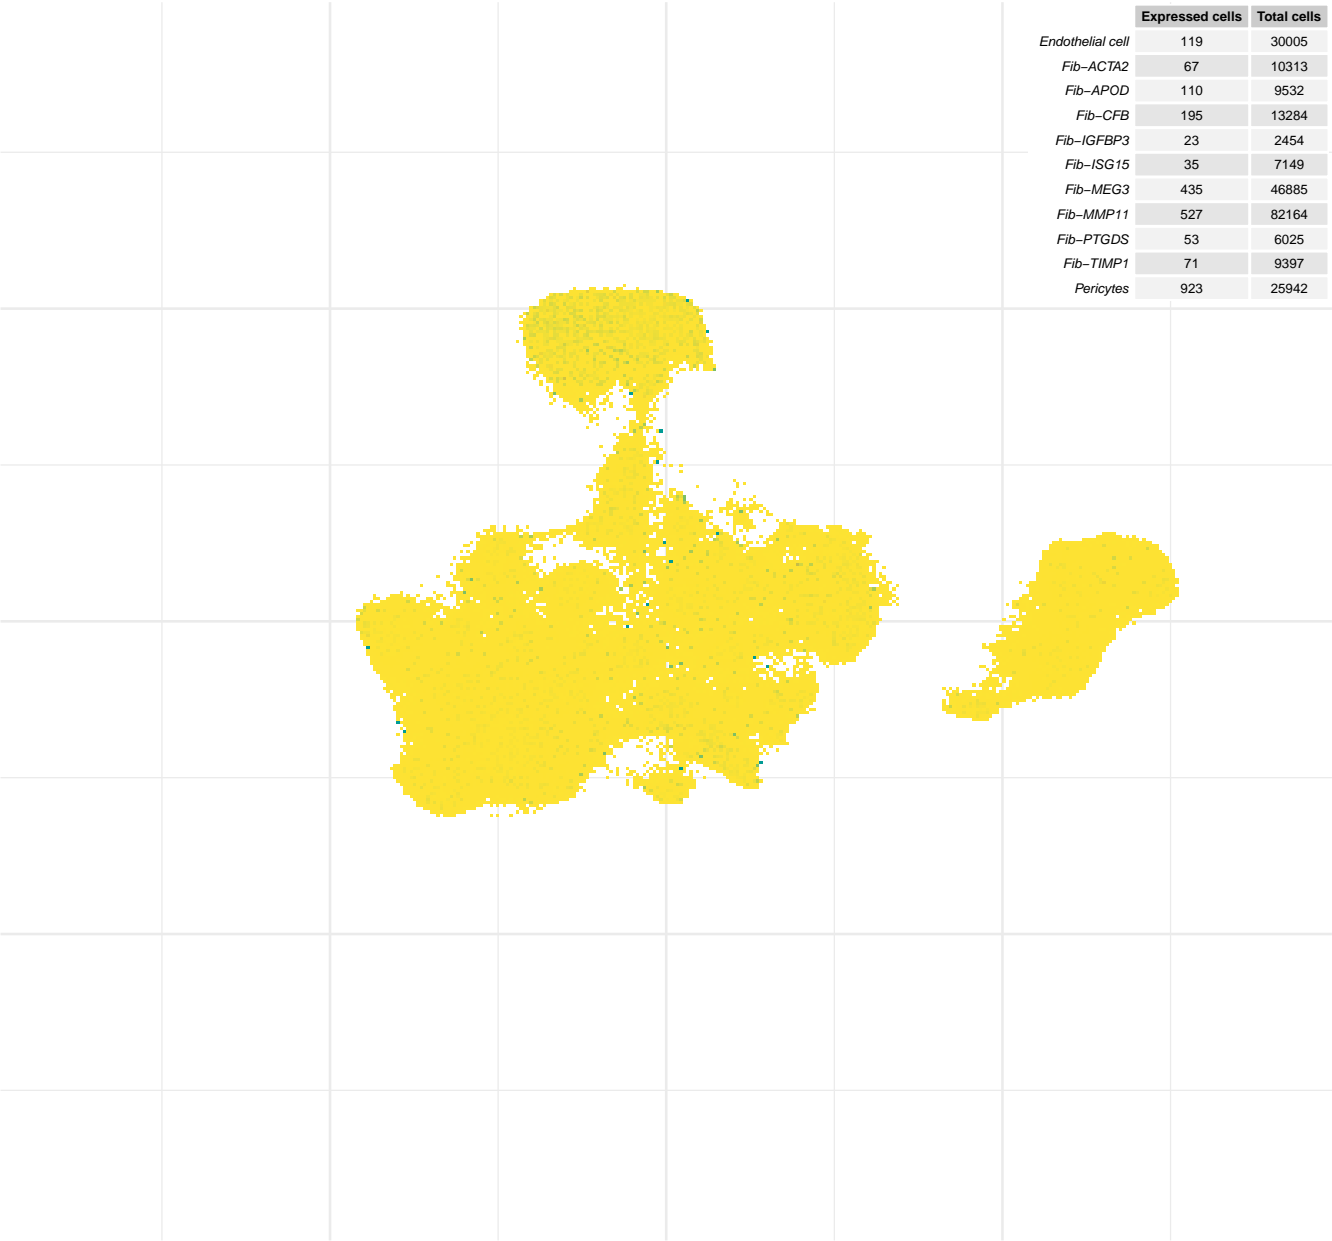 Expressed cells Total cells
Endothelial cell 119 30005
Fib−ACTA2 67 10313
Fib−APOD 110 9532
Fib−CFB 195 13284
Fib−IGFBP3 23 2454
Fib−ISG15 35 7149
Fib−MEG3 435 46885
Fib−MMP11 527 82164
Fib−PTGDS 53 6025
Fib−TIMP1 71 9397
Pericytes 923 25942